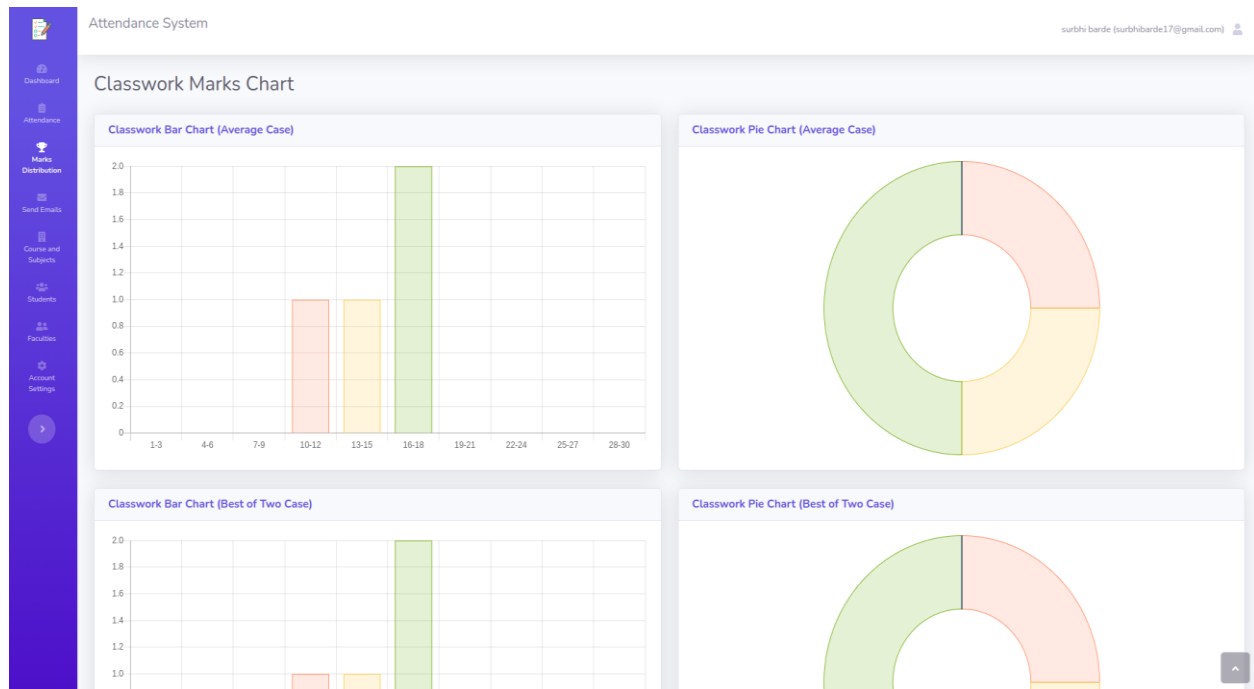 Attendance System
surbhi barde (surbhibarde17@gmail.com)
Dashboard
Attendance
Marks
Distribution
Send Emails
Course and
Subjects
Students
Faculties
Account
Settings
Classwork Marks Chart
Classwork Bar Chart (Average Case)
2.0
1.8
1.6
1.4
1.2
1.0
0.8
0.6
0.4
0.2
0
1-3 4-6 7-9 10-12 13-15 16-18 19-21 22-24 25-27 28-30
Classwork Pie Chart (Average Case)
Classwork Bar Chart (Best of Two Case)
2.0
1.8
1.6
1.4
1.2
1.0
Classwork Pie Chart (Best of Two Case)